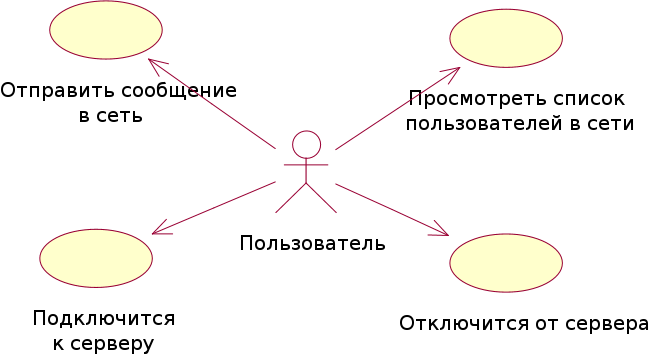 Отправить сообщение
в сеть
Просмотреть список
пользователей в сети
Пользователь
Подключится
к серверу
Отключится от сервера